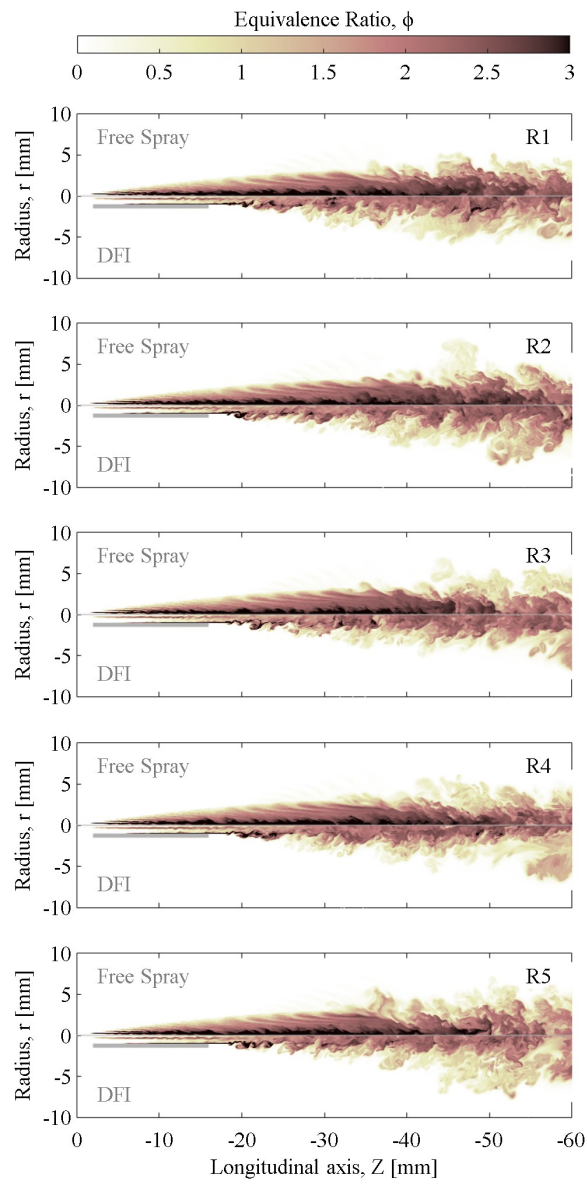 Equivalence Ratio, ϕ
0 0.5 1 1.5 2 2.5 3
10
Free Spray R1
5
Radius, r [mm]
0
-5
DFI
-10
10
Free Spray R2
5
Radius, r [mm]
0
-5
DFI
-10
10
Free Spray R3
5
Radius, r [mm]
0
-5
DFI
-10
10
Free Spray R4
5
Radius, r [mm]
0
-5
DFI
-10
10
Free Spray R5
5
Radius, r [mm]
0
-5
DFI
-10
0 -10 -20 -30 -40 -50 -60
Longitudinal axis, Z [mm]